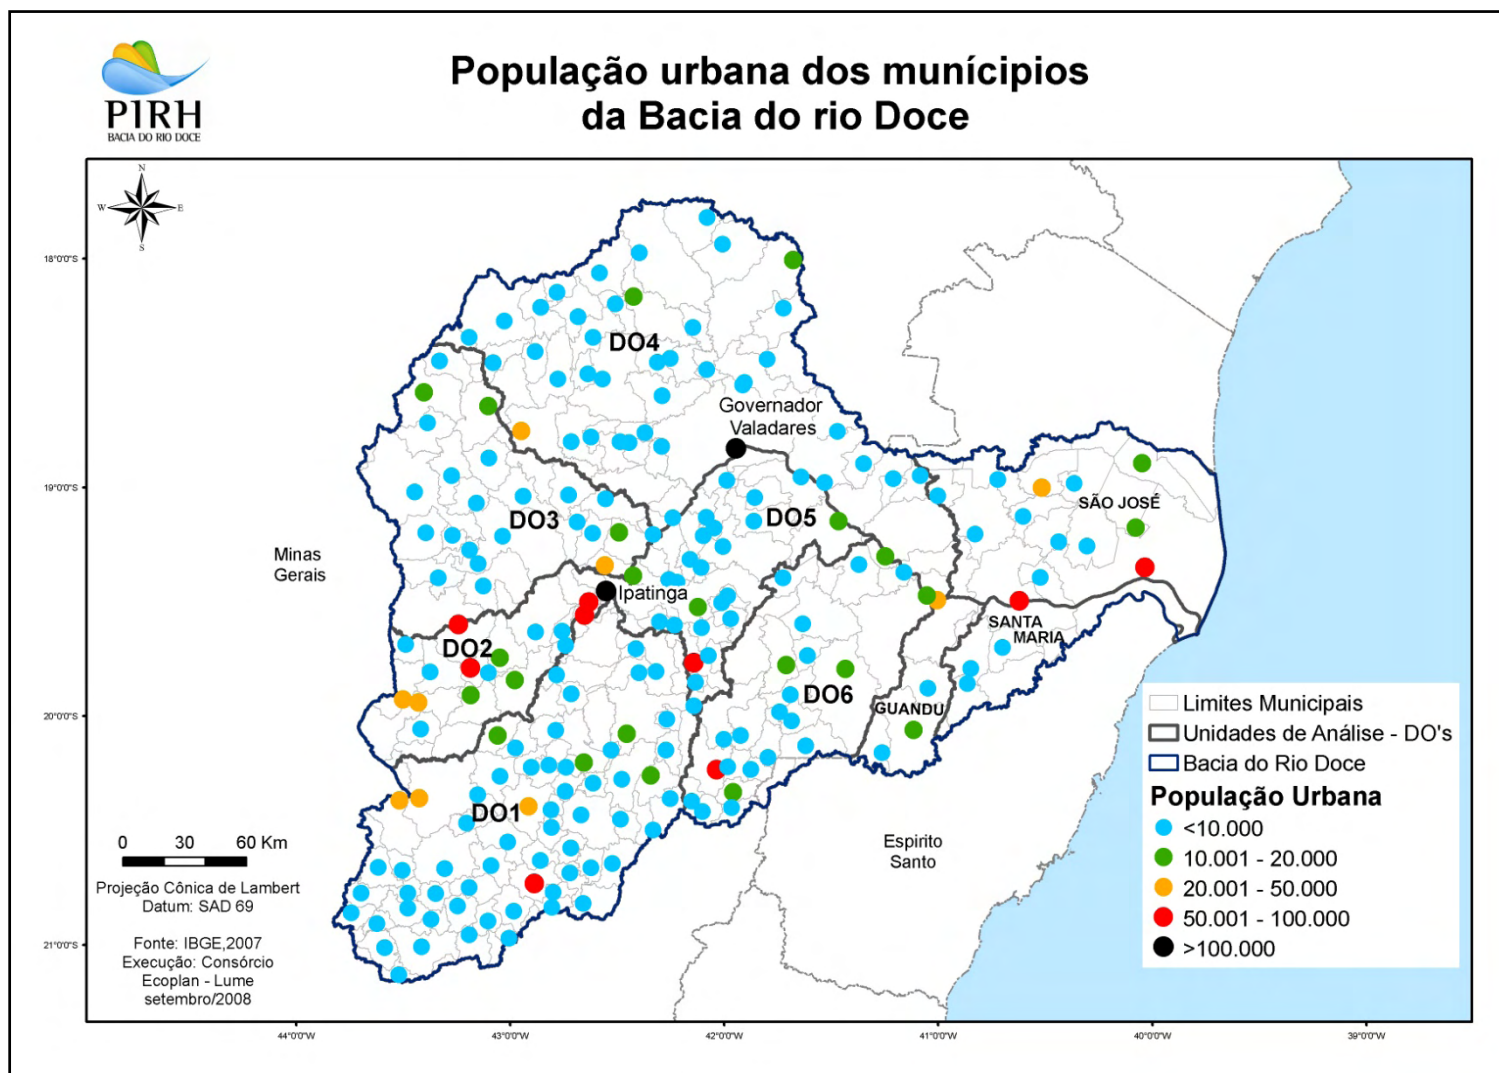 PIRH
BACIA DO RIO DOCE
População urbana dos munícipios
da Bacia do rio Doce
N
W
E
S
18°0'0"S
19°0'0"S
20°0'0"S
21°0'0"S
DO4
Governador
Valadares
SÃO JOSÉ
DO3
DO5
Minas
Gerais
Ipatinga
SANTA
MARIA
DO2
DO6
GUANDU
DO1
Espirito
Santo
0 30 60 Km
Projeção Cônica de Lambert
Datum: SAD 69
Fonte: IBGE,2007
Execução: Consórcio
Ecoplan - Lume
setembro/2008
Limites Municipais
Unidades de Análise - DO's
Bacia do Rio Doce
População Urbana
<10.000
10.001 - 20.000
20.001 - 50.000
50.001 - 100.000
>100.000
44°0'0"W
43°0'0"W
42°0'0"W
41°0'0"W
40°0'0"W
39°0'0"W